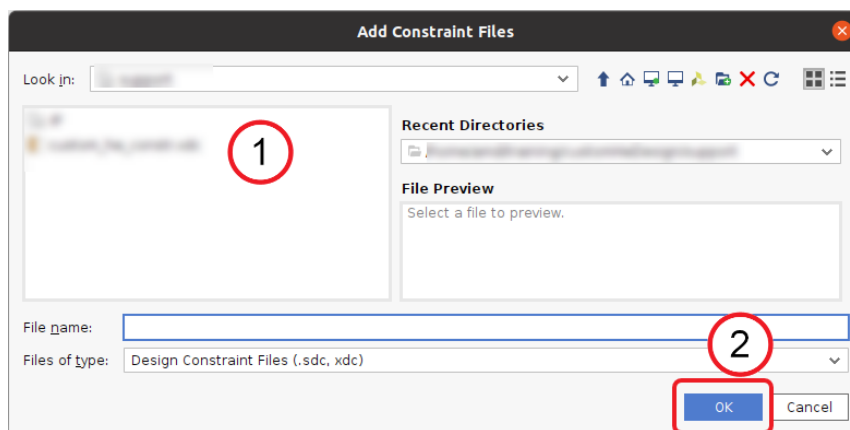 Add Constraint Files
Look in:
1
Recent Directories
File Preview
Select a file to preview.
File name:
2
Files of type: Design Constraint Files (.sdc, xdc)
OK Cancel